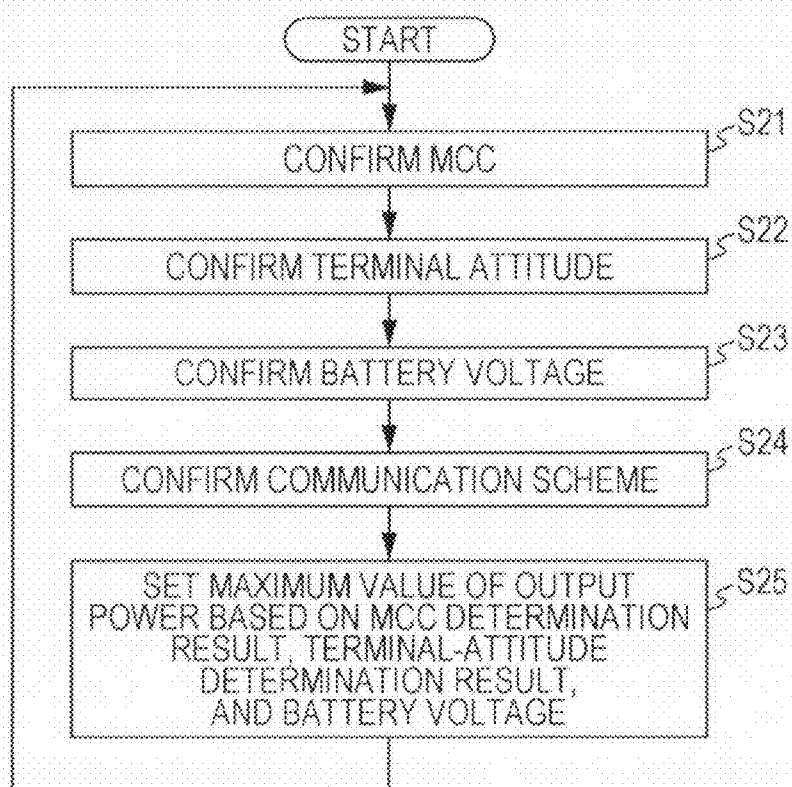 START
S21
CONFIRM MCC
S22
CONFIRM TERMINAL ATTITUDE
S23
CONFIRM BATTERY VOLTAGE
S24
CONFIRM COMMUNICATION SCHEME
S25
SET MAXIMUM VALUE OF OUTPUT
POWER BASED ON MCC DETERMINATION
RESULT, TERMINAL-ATTITUDE
DETERMINATION RESULT,
AND BATTERY VOLTAGE